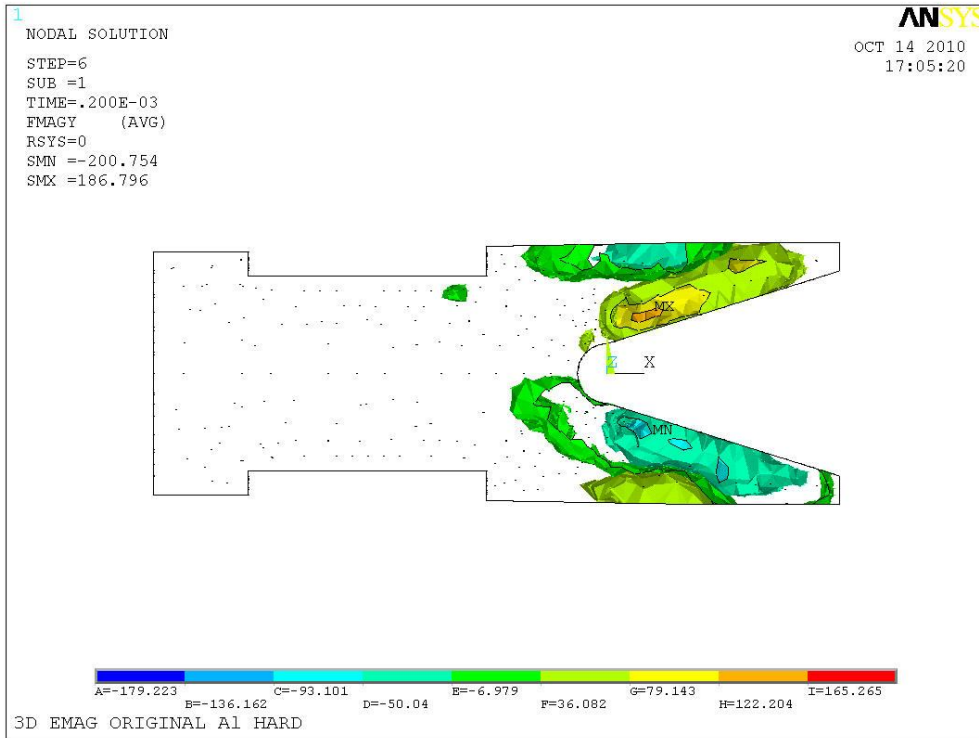 1
ANSYS
NODAL SOLUTION
OCT 14 2010
17:05:20
STEP=6
SUB =1
TIME=.200E-03
FMAGY (AVG)
RSYS=0
SMN =-200.754
SMX =186.796
MX
Z X
MN
A=-179.223 C=-93.101 E=-6.979 G=79.143 I=165.265
B=-136.162 D=-50.04 F=36.082 H=122.204
3D EMAG ORIGINAL Al HARD